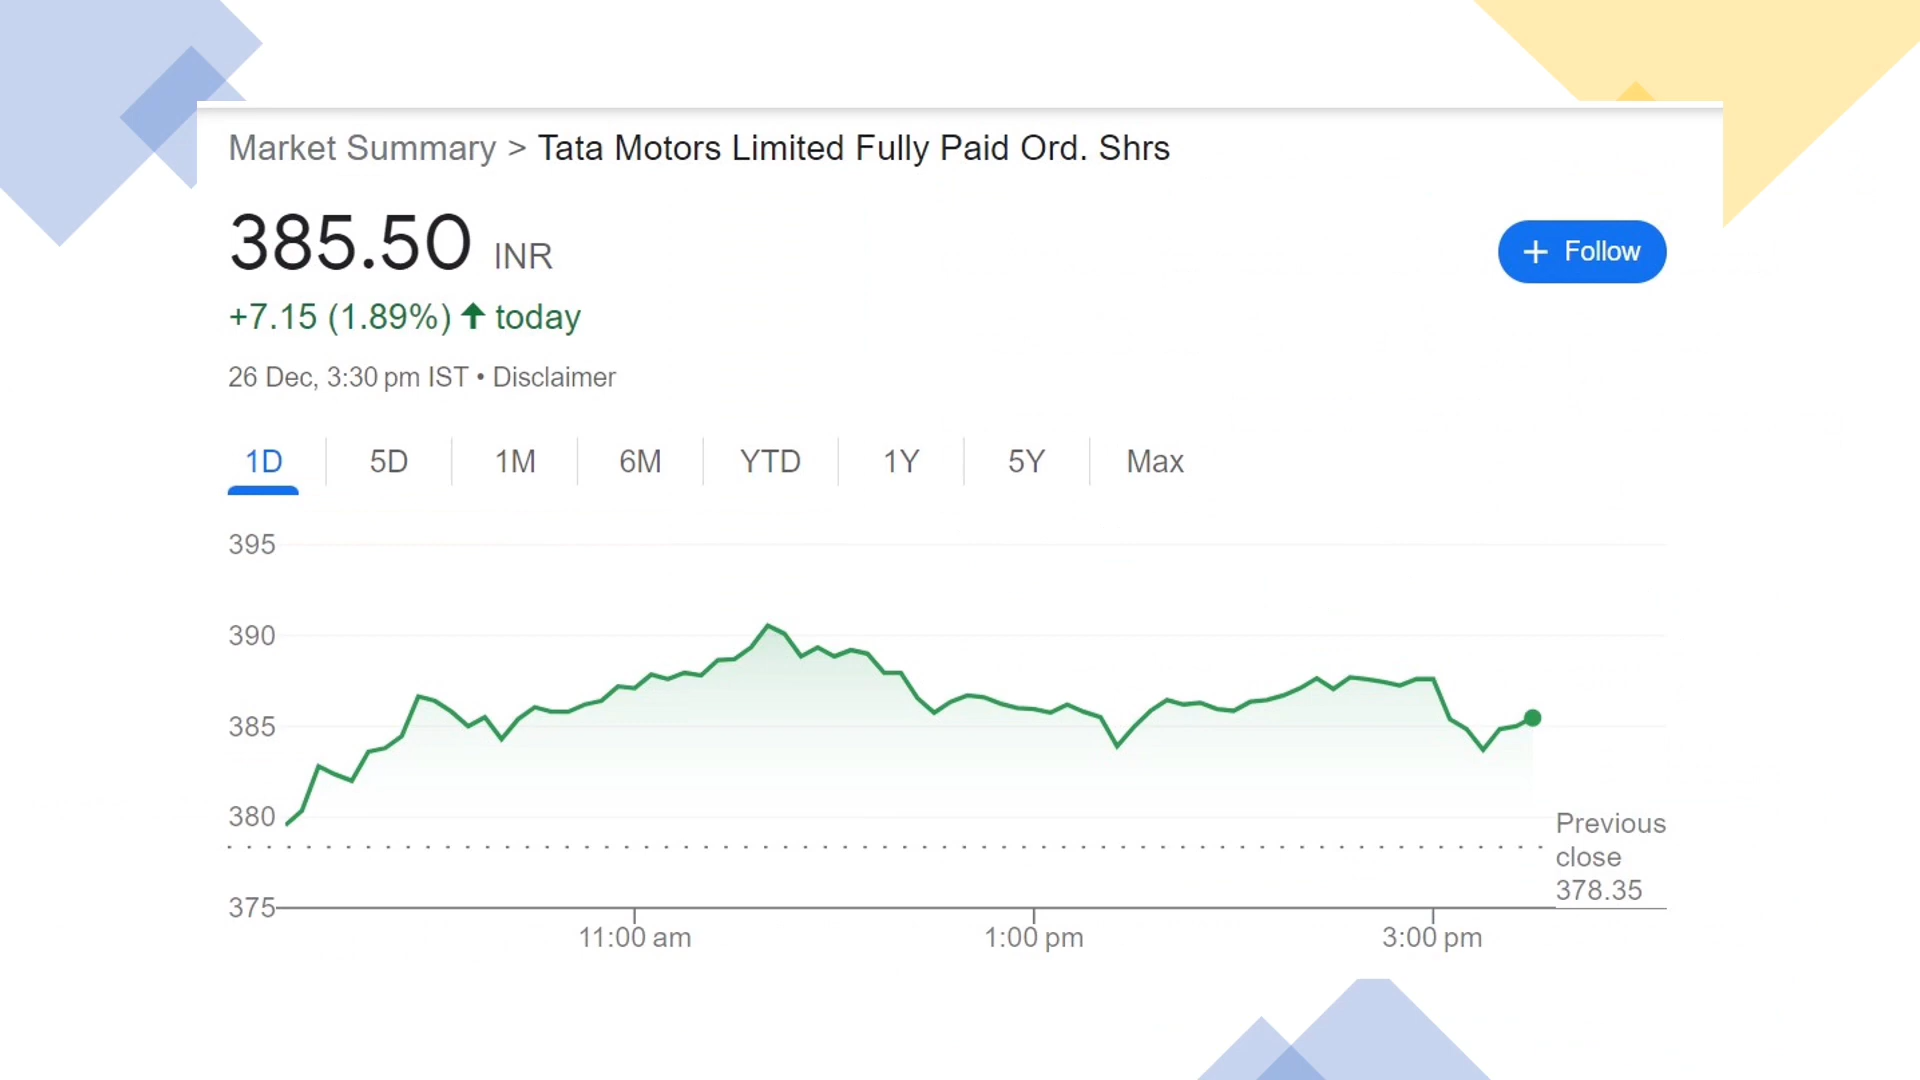 Market Summary > Tata Motors Limited Fully Paid Ord. Shrs
385.50 INR
+ Follow
+7.15 (1.89%) ↑ today
26 Dec, 3:30 pm IST • Disclaimer
1D 5D 1M 6M YTD 1Y 5Y Max
395
390
385
380
Previous
close
378.35
375
11:00 am 1:00 pm 3:00 pm